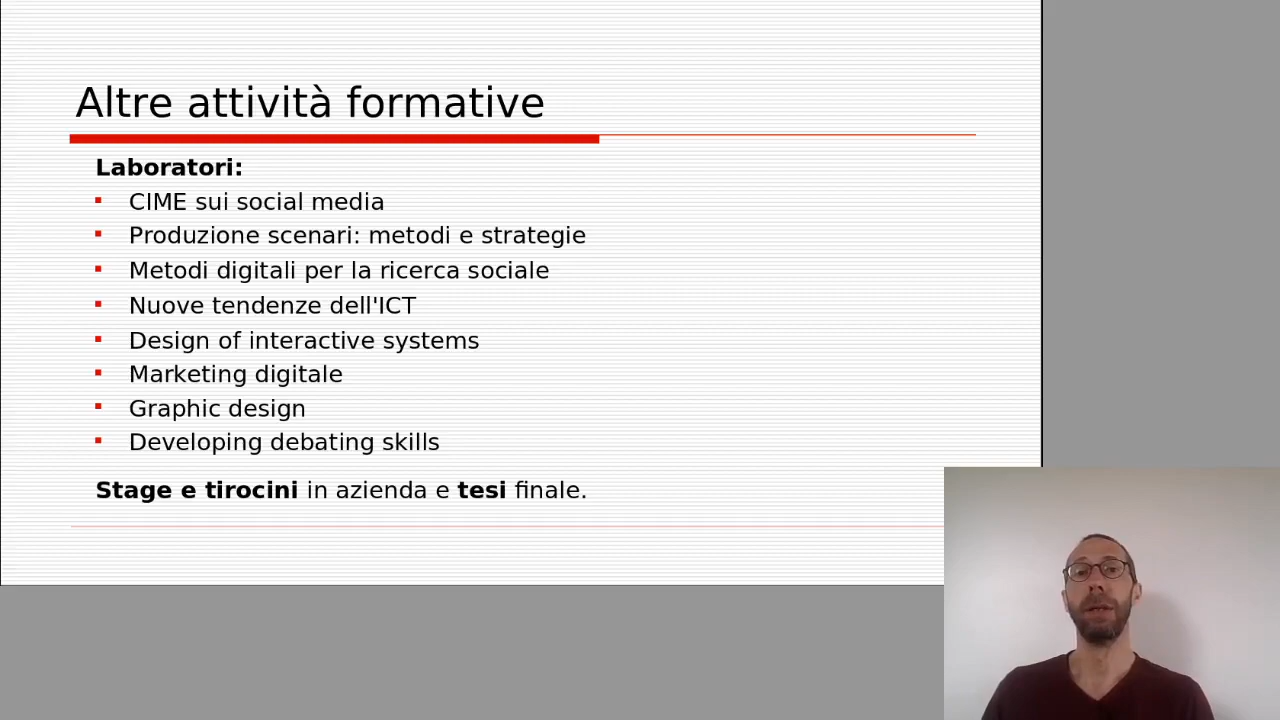 Altre attività formative
Laboratori:
CIME sui social media
Produzione scenari: metodi e strategie
Metodi digitali per la ricerca sociale
Nuove tendenze dell'ICT
Design of interactive systems
Marketing digitale
Graphic design
Developing debating skills
Stage e tirocini in azienda e tesi finale.